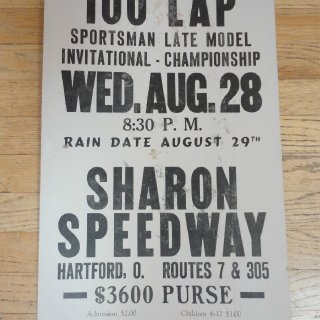 100 LAP
SPORTSMAN LATE MODEL
INVITATIONAL - CHAMPIONSHIP
WED. AUG. 28
8:30 P. M.
RAIN DATE AUGUST 29TH
SHARON
SPEEDWAY
HARTFORD, O. ROUTES 7 & 305
— $3600 PURSE —
Admission $2.00 Children 6-12 $1.00